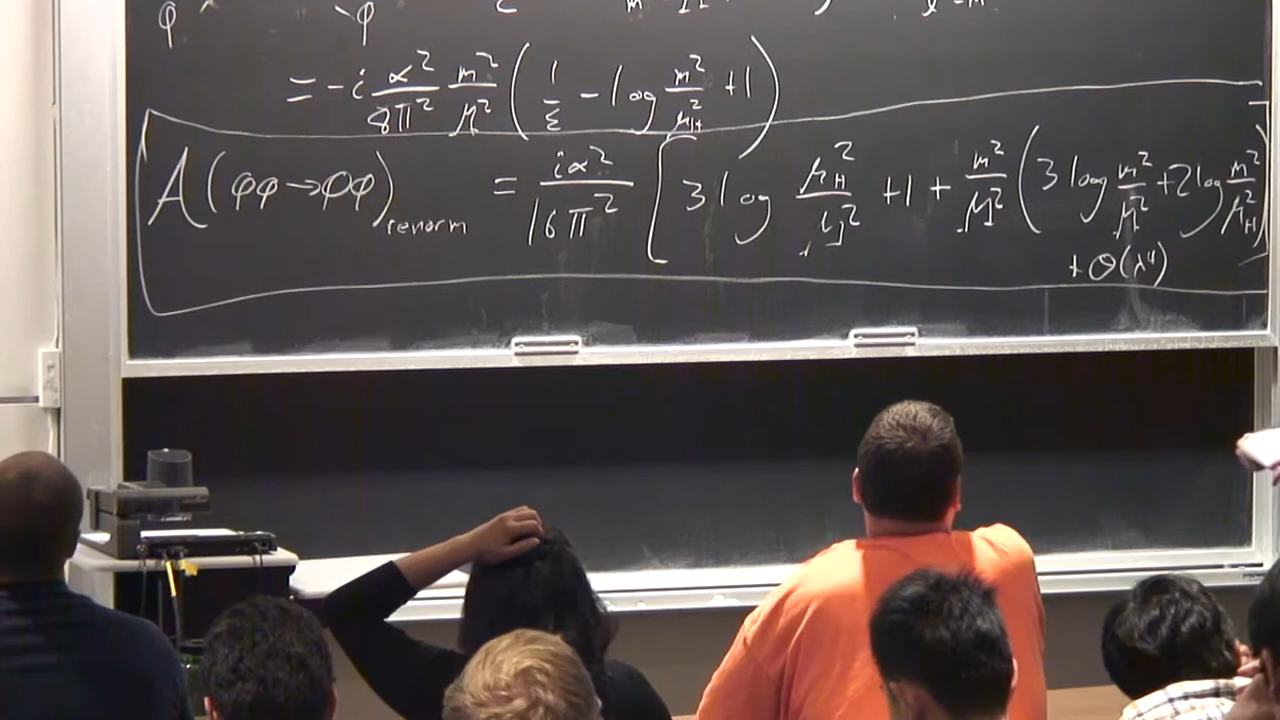 φ φ
= -i α²/8π² m²/M² (1/ε - log m²/μ_H² + 1)
A(φφ→φφ)_renorm = iα²/16π² [3 log μ_H²/M² + 1 + m²/M² (3 log m²/M² + 2 log m²/μ_H²)]
+ O(λ⁴)